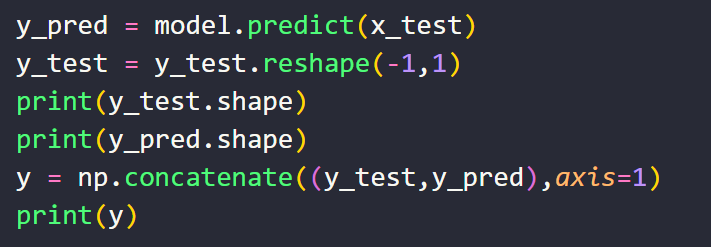 y_pred = model.predict(x_test)
y_test = y_test.reshape(-1,1)
print(y_test.shape)
print(y_pred.shape)
y = np.concatenate((y_test,y_pred),axis=1)
print(y)